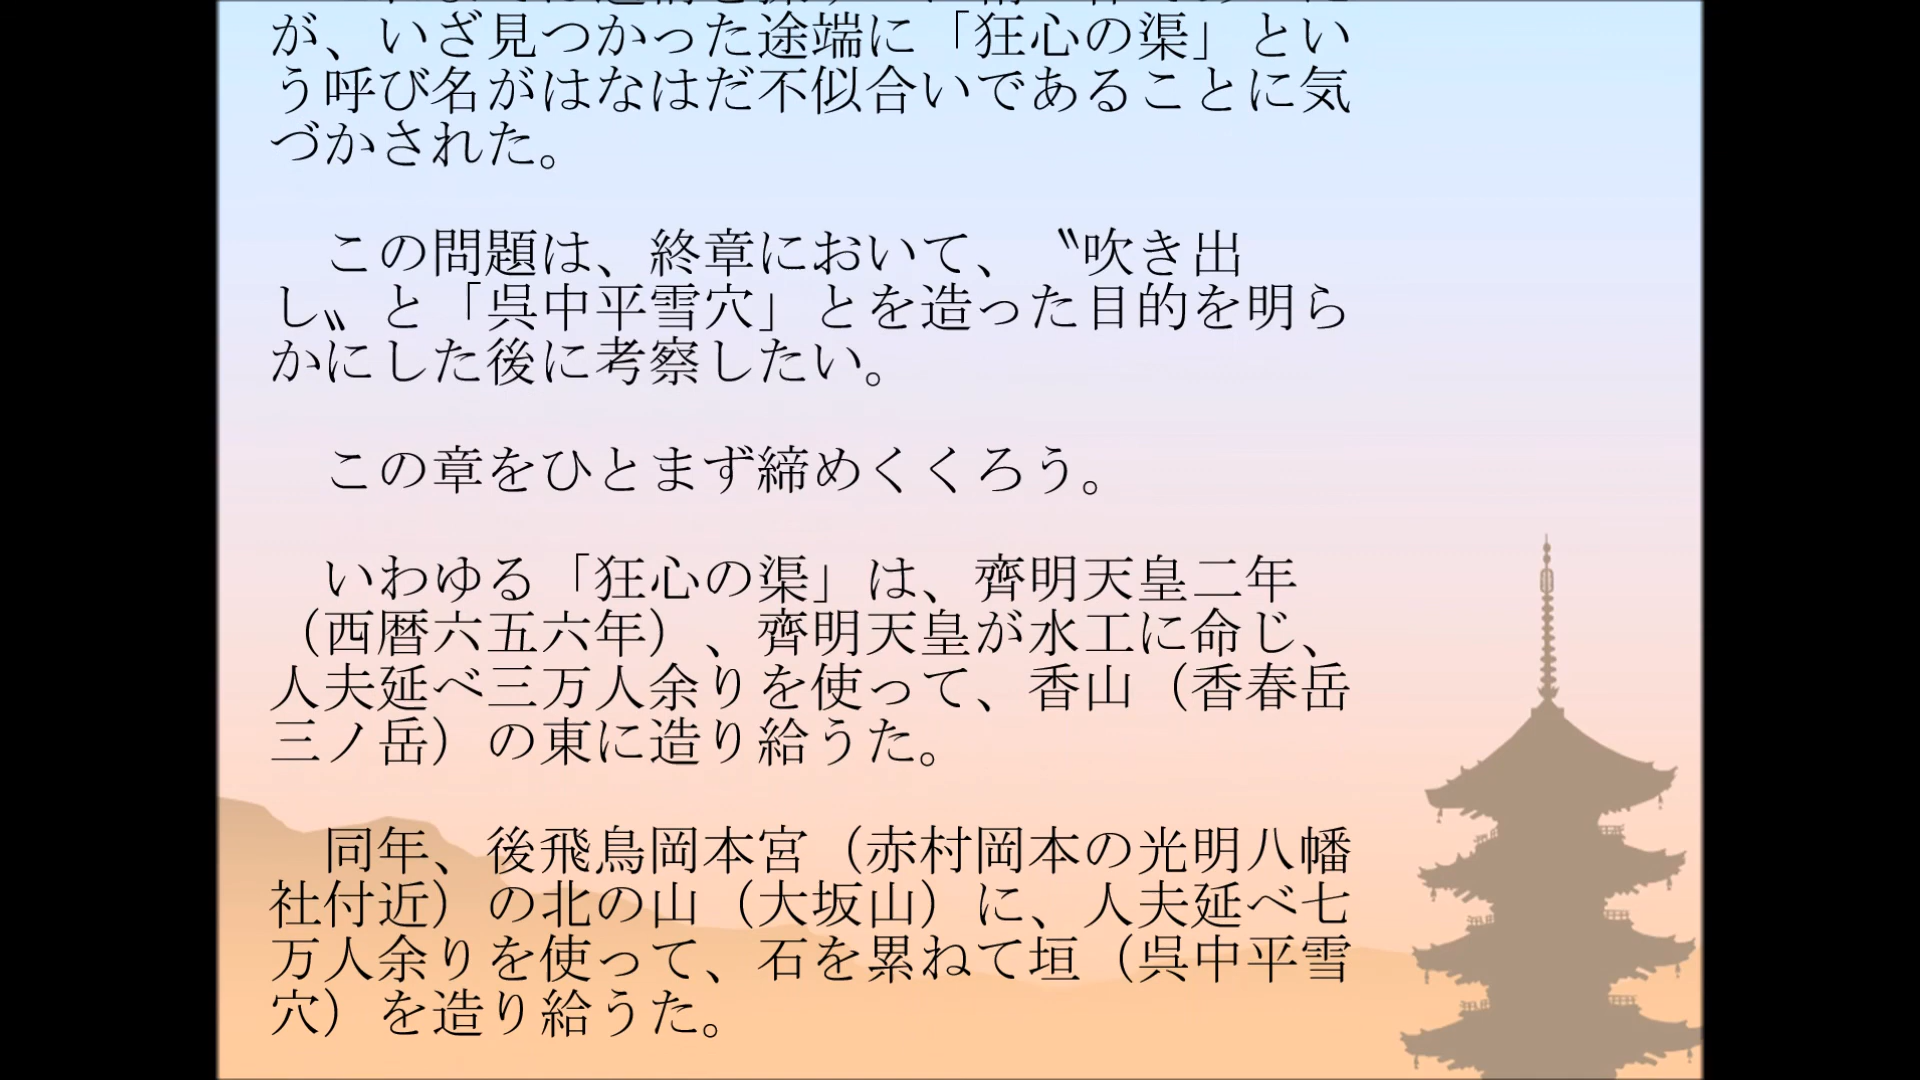 が、いざ見つかった途端に「狂心の渠」とい
う呼び名がはなはだ不似合いであることに気
づかされた。
この問題は、終章において、〝吹き出
し〟と「呉中平雪穴」とを造った目的を明ら
かにした後に考察したい。
この章をひとまず締めくくろう。
いわゆる「狂心の渠」は、齊明天皇二年
（西暦六五六年）、齊明天皇が水工に命じ、
人夫延べ三万人余りを使って、香山（香春岳
三ノ岳）の東に造り給うた。
同年、後飛鳥岡本宮（赤村岡本の光明八幡
社付近）の北の山（大坂山）に、人夫延べ七
万人余りを使って、石を累ねて垣（呉中平雪
穴）を造り給うた。